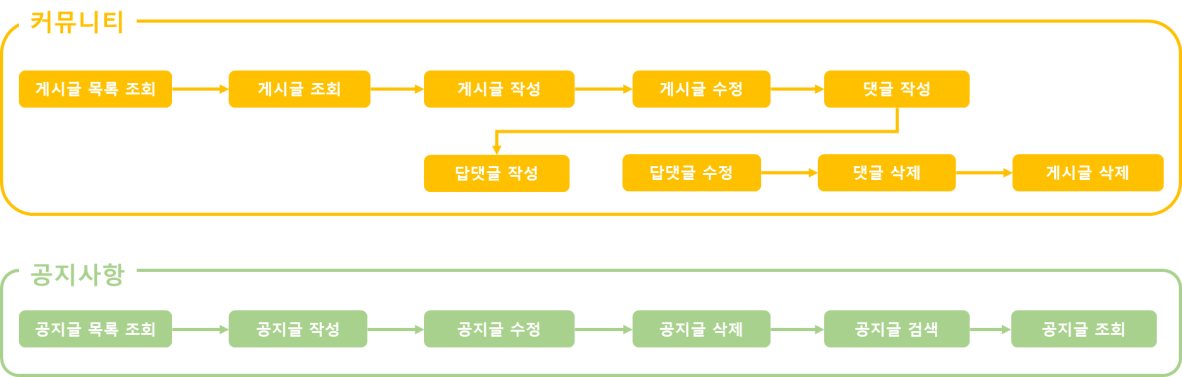 커뮤니티
게시글 목록 조회
게시글 조회
게시글 작성
게시글 수정
댓글 작성
답댓글 작성
답댓글 수정
댓글 삭제
게시글 삭제
공지사항
공지글 목록 조회
공지글 작성
공지글 수정
공지글 삭제
공지글 검색
공지글 조회